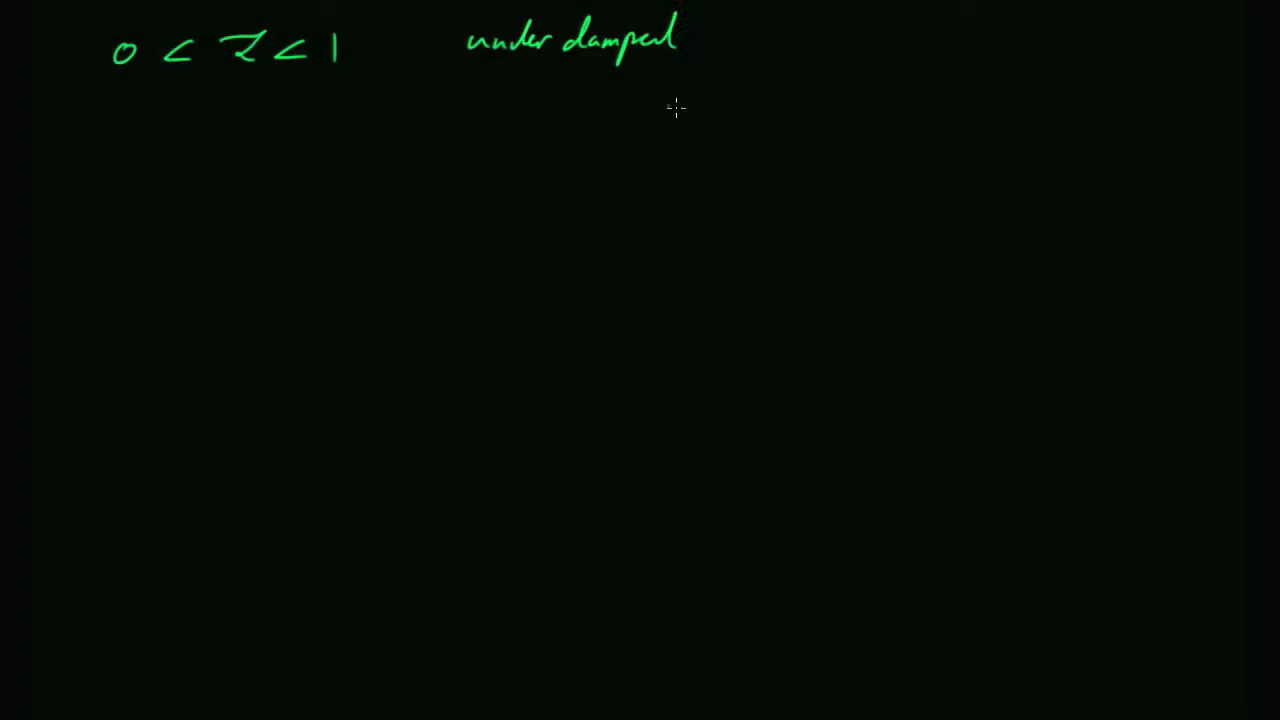 0 < ζ < 1 under damped